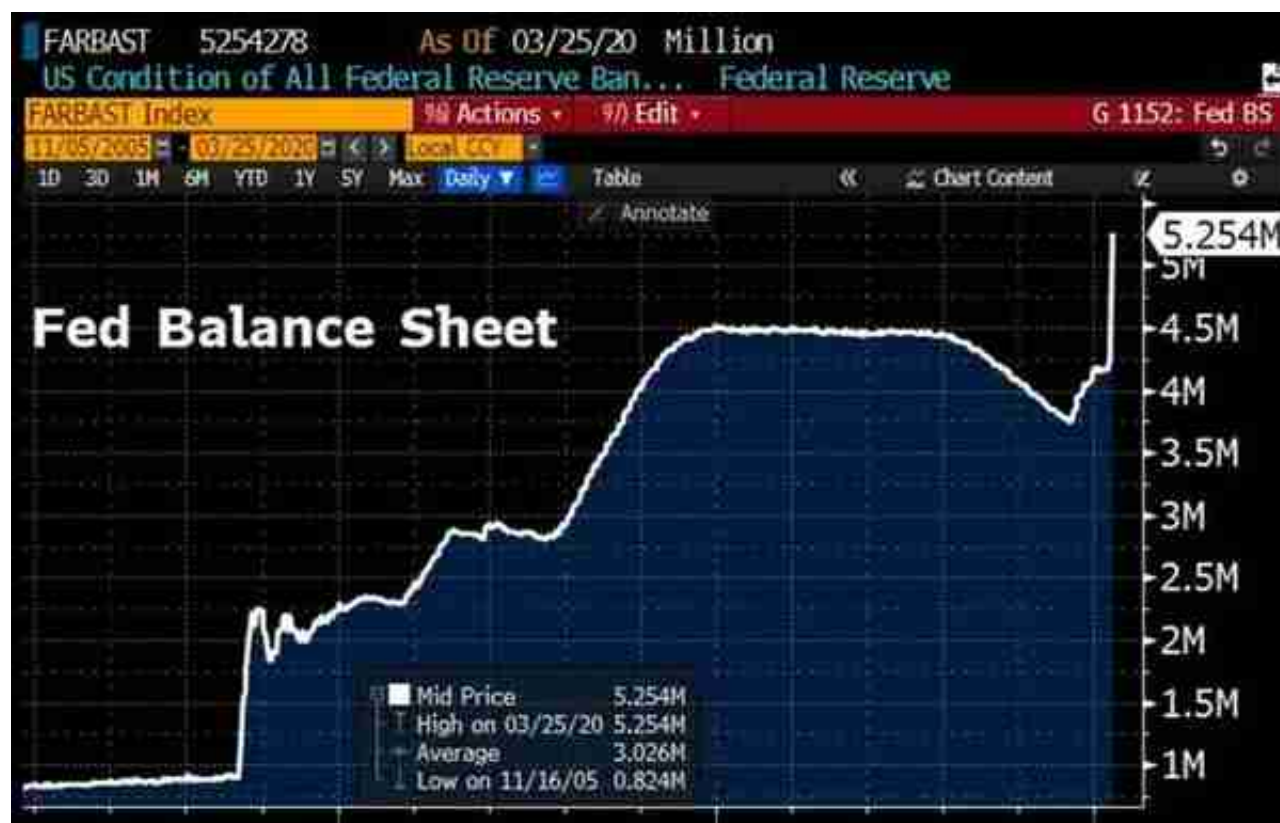 FARBAST 5254278 As Of 03/25/20 Million
US Condition of All Federal Reserve Ban... Federal Reserve
FARBAST Index 96) Actions 97) Edit G 1152: Fed BS
11/05/2005 - 03/25/2020 Local CCY
1D 3D 1M 6M YTD 1Y 5Y Max Daily ▼ Table « Chart Content
Annotate
5.254M
5M
Fed Balance Sheet
4.5M
4M
3.5M
3M
2.5M
2M
1.5M
1M
Mid Price 5.254M
High on 03/25/20 5.254M
Average 3.026M
Low on 11/16/05 0.824M